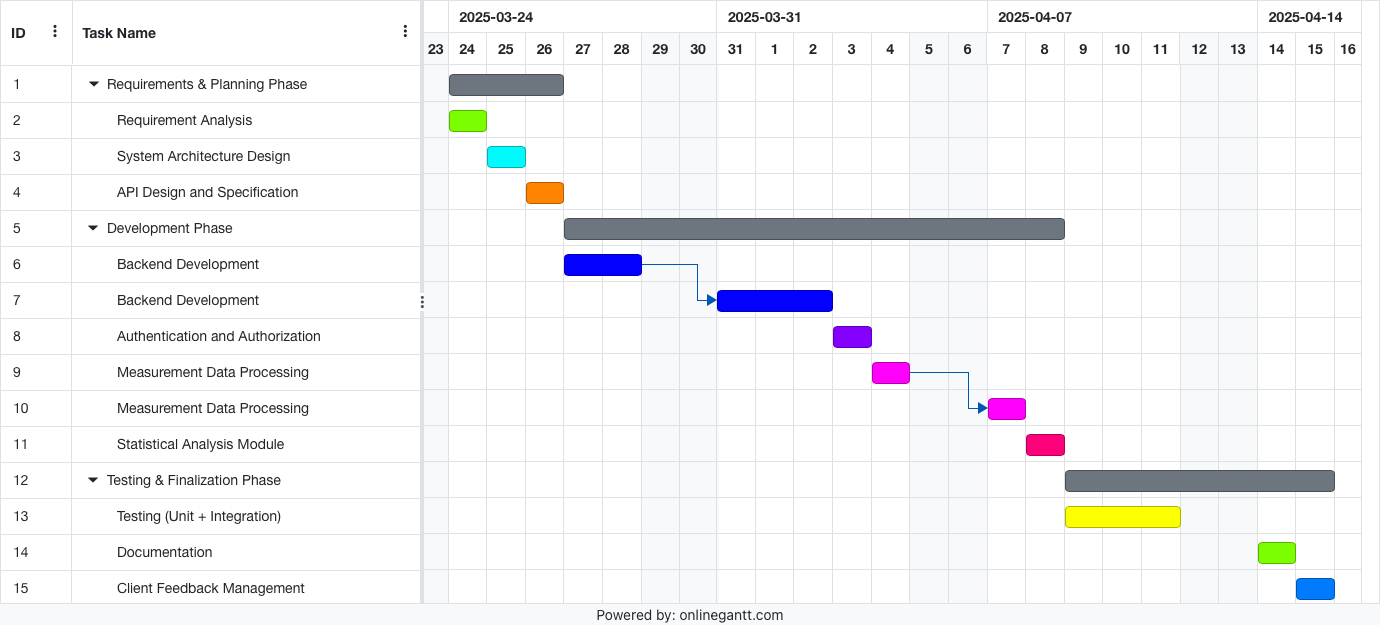 ID Task Name 2025-03-24 2025-03-31 2025-04-07 2025-04-14
23 24 25 26 27 28 29 30 31 1 2 3 4 5 6 7 8 9 10 11 12 13 14 15 16
1 Requirements & Planning Phase
2 Requirement Analysis
3 System Architecture Design
4 API Design and Specification
5 Development Phase
6 Backend Development
7 Backend Development
8 Authentication and Authorization
9 Measurement Data Processing
10 Measurement Data Processing
11 Statistical Analysis Module
12 Testing & Finalization Phase
13 Testing (Unit + Integration)
14 Documentation
15 Client Feedback Management
Powered by: onlinegantt.com